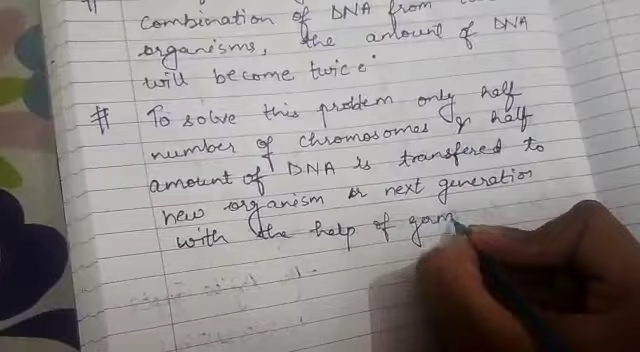 combination of DNA from
organisms, the amount of DNA
will become twice.
# To solve this problem only half
number of chromosomes & half
amount of DNA is transfered to
new organism or next generation
with the help of gam